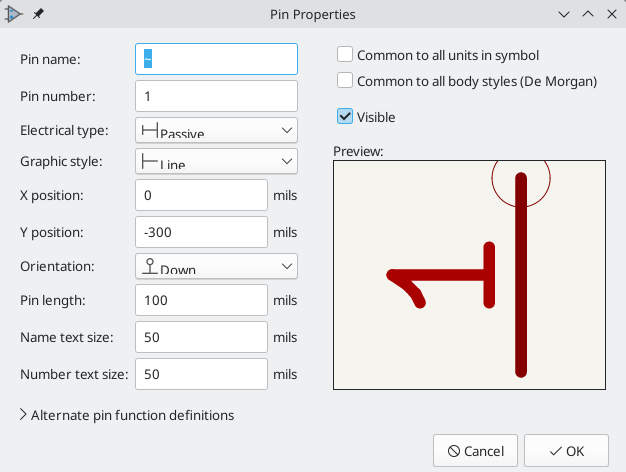 Pin Properties
Pin name: ~
Pin number: 1
Electrical type: Passive
Graphic style: Line
X position: 0 mils
Y position: -300 mils
Orientation: Down
Pin length: 100 mils
Name text size: 50 mils
Number text size: 50 mils
Alternate pin function definitions
Common to all units in symbol
Common to all body styles (De Morgan)
Visible
Preview:
1
Cancel
OK